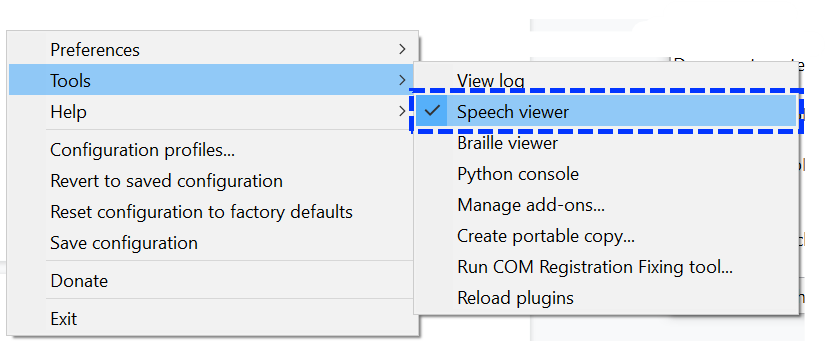 Preferences
Tools
Help
Configuration profiles...
Revert to saved configuration
Reset configuration to factory defaults
Save configuration
Donate
Exit
View log
Speech viewer
Braille viewer
Python console
Manage add-ons...
Create portable copy...
Run COM Registration Fixing tool...
Reload plugins